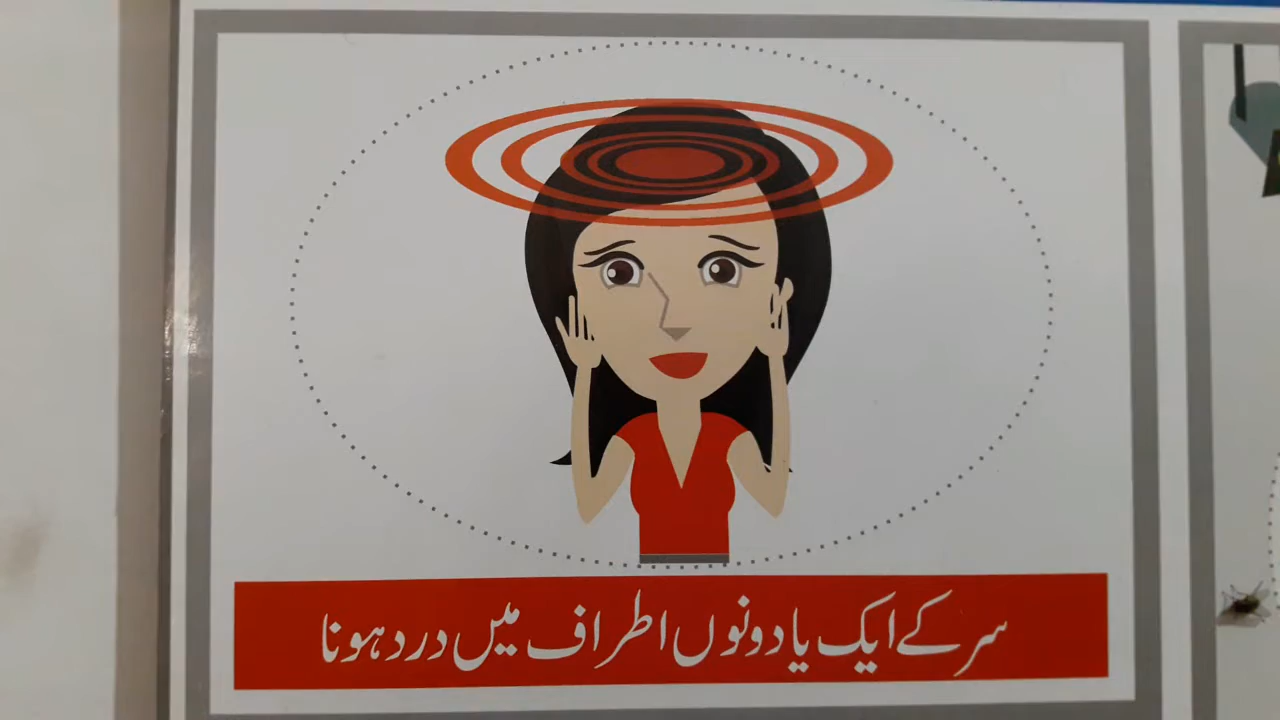 سر کے ایک یا دونوں اطراف میں درد ہونا